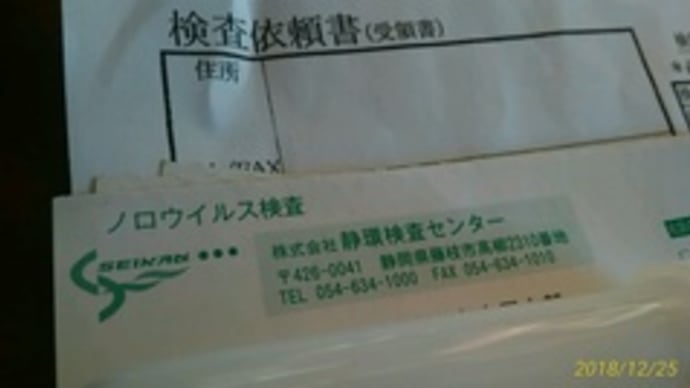 検査依頼書(受領書)
住所
ノロウイルス検査
SEIKAN
株式会社静環検査センター
〒426-0041 静岡県藤枝市高柳2310番地
TEL 054-634-1000 FAX 054-634-1010
2018/12/25